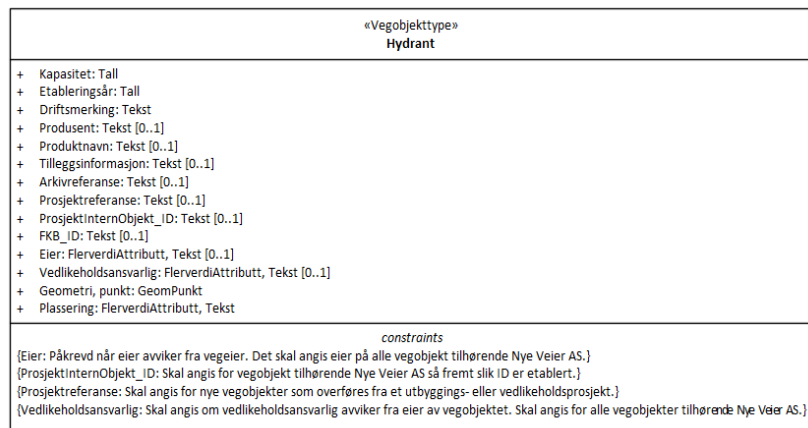 «Vegobjekttype»
Hydrant
+ Kapasitet: Tall
+ Etableringsår: Tall
+ Driftsmerking: Tekst
+ Produsent: Tekst [0..1]
+ Produktnavn: Tekst [0..1]
+ Tilleggsinformasjon: Tekst [0..1]
+ Arkivreferanse: Tekst [0..1]
+ Prosjektreferanse: Tekst [0..1]
+ ProsjektInternObjekt_ID: Tekst [0..1]
+ FKB_ID: Tekst [0..1]
+ Eier: FlerverdiAttributt, Tekst [0..1]
+ Vedlikeholdsansvarlig: FlerverdiAttributt, Tekst [0..1]
+ Geometri, punkt: GeomPunkt
+ Plassering: FlerverdiAttributt, Tekst
constraints
{Eier: Påkrevd når eier avviker fra vegeier. Det skal angis eier på alle vegobjekt tilhørende Nye Veier AS.}
{ProsjektInternObjekt_ID: Skal angis for vegobjekt tilhørende Nye Veier AS så fremt slik ID er etablert.}
{Prosjektreferanse: Skal angis for nye vegobjekter som overføres fra et utbyggings- eller vedlikeholdsprosjekt.}
{Vedlikeholdsansvarlig: Skal angis om vedlikeholdsansvarlig avviker fra eier av vegobjektet. Skal angis for alle vegobjekter tilhørende Nye Veier AS.}